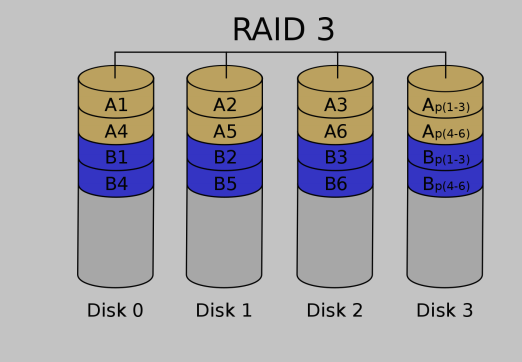 RAID 3
A1 A2 A3 Ap(1-3)
A4 A5 A6 Ap(4-6)
B1 B2 B3 Bp(1-3)
B4 B5 B6 Bp(4-6)
Disk 0 Disk 1 Disk 2 Disk 3